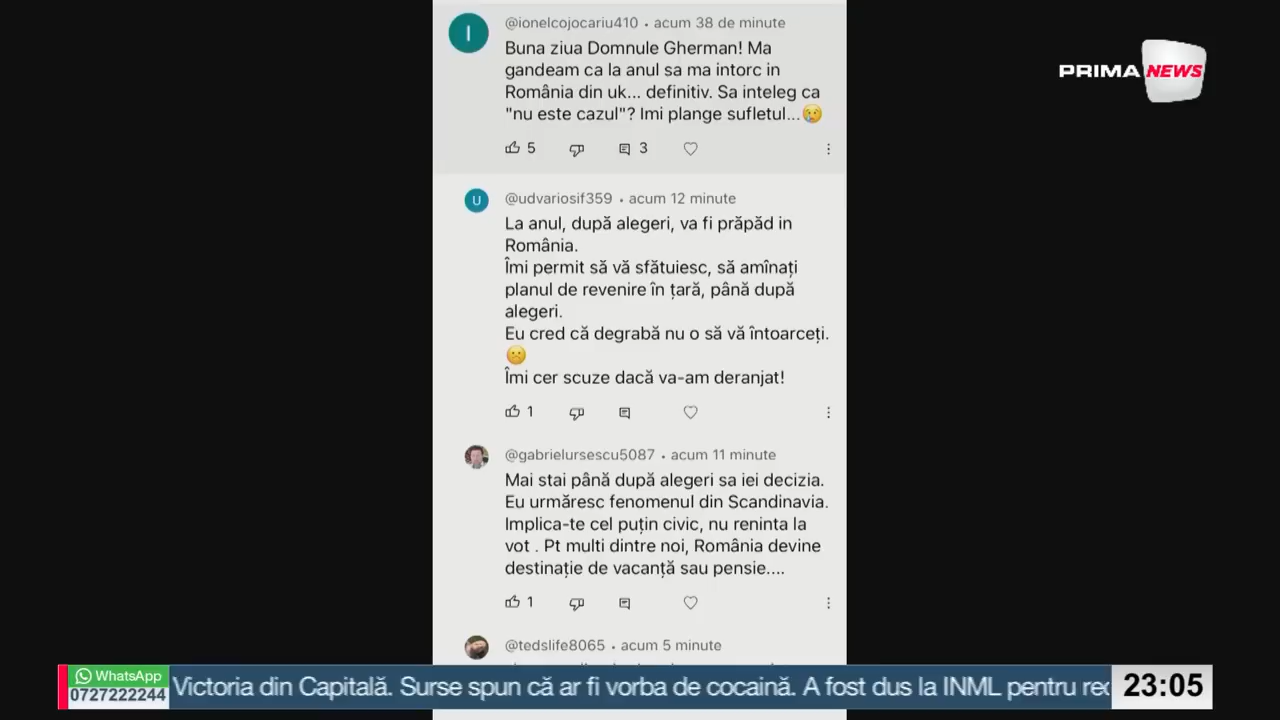 @ionelcojocariu410 • acum 38 de minute
Buna ziua Domnule Gherman! Ma
gandeam ca la anul sa ma intorc in
România din uk... definitiv. Sa inteleg ca
"nu este cazul"? Imi plange sufletul...😢
5 3
@udvariosif359 • acum 12 minute
La anul, după alegeri, va fi prăpăd in
România.
Îmi permit să vă sfătuiesc, să amînați
planul de revenire în țară, până după
alegeri.
Eu cred că degrabă nu o să vă întoarceți.
🙁
Îmi cer scuze dacă va-am deranjat!
1
@gabrielursescu5087 • acum 11 minute
Mai stai până după alegeri sa iei decizia.
Eu urmăresc fenomenul din Scandinavia.
Implica-te cel puțin civic, nu reninta la
vot . Pt multi dintre noi, România devine
destinație de vacanță sau pensie....
1
@tedslife8065 • acum 5 minute
PRIMA NEWS
I
U
WhatsApp
0727222244
Victoria din Capitală. Surse spun că ar fi vorba de cocaină. A fost dus la INML pentru
23:05